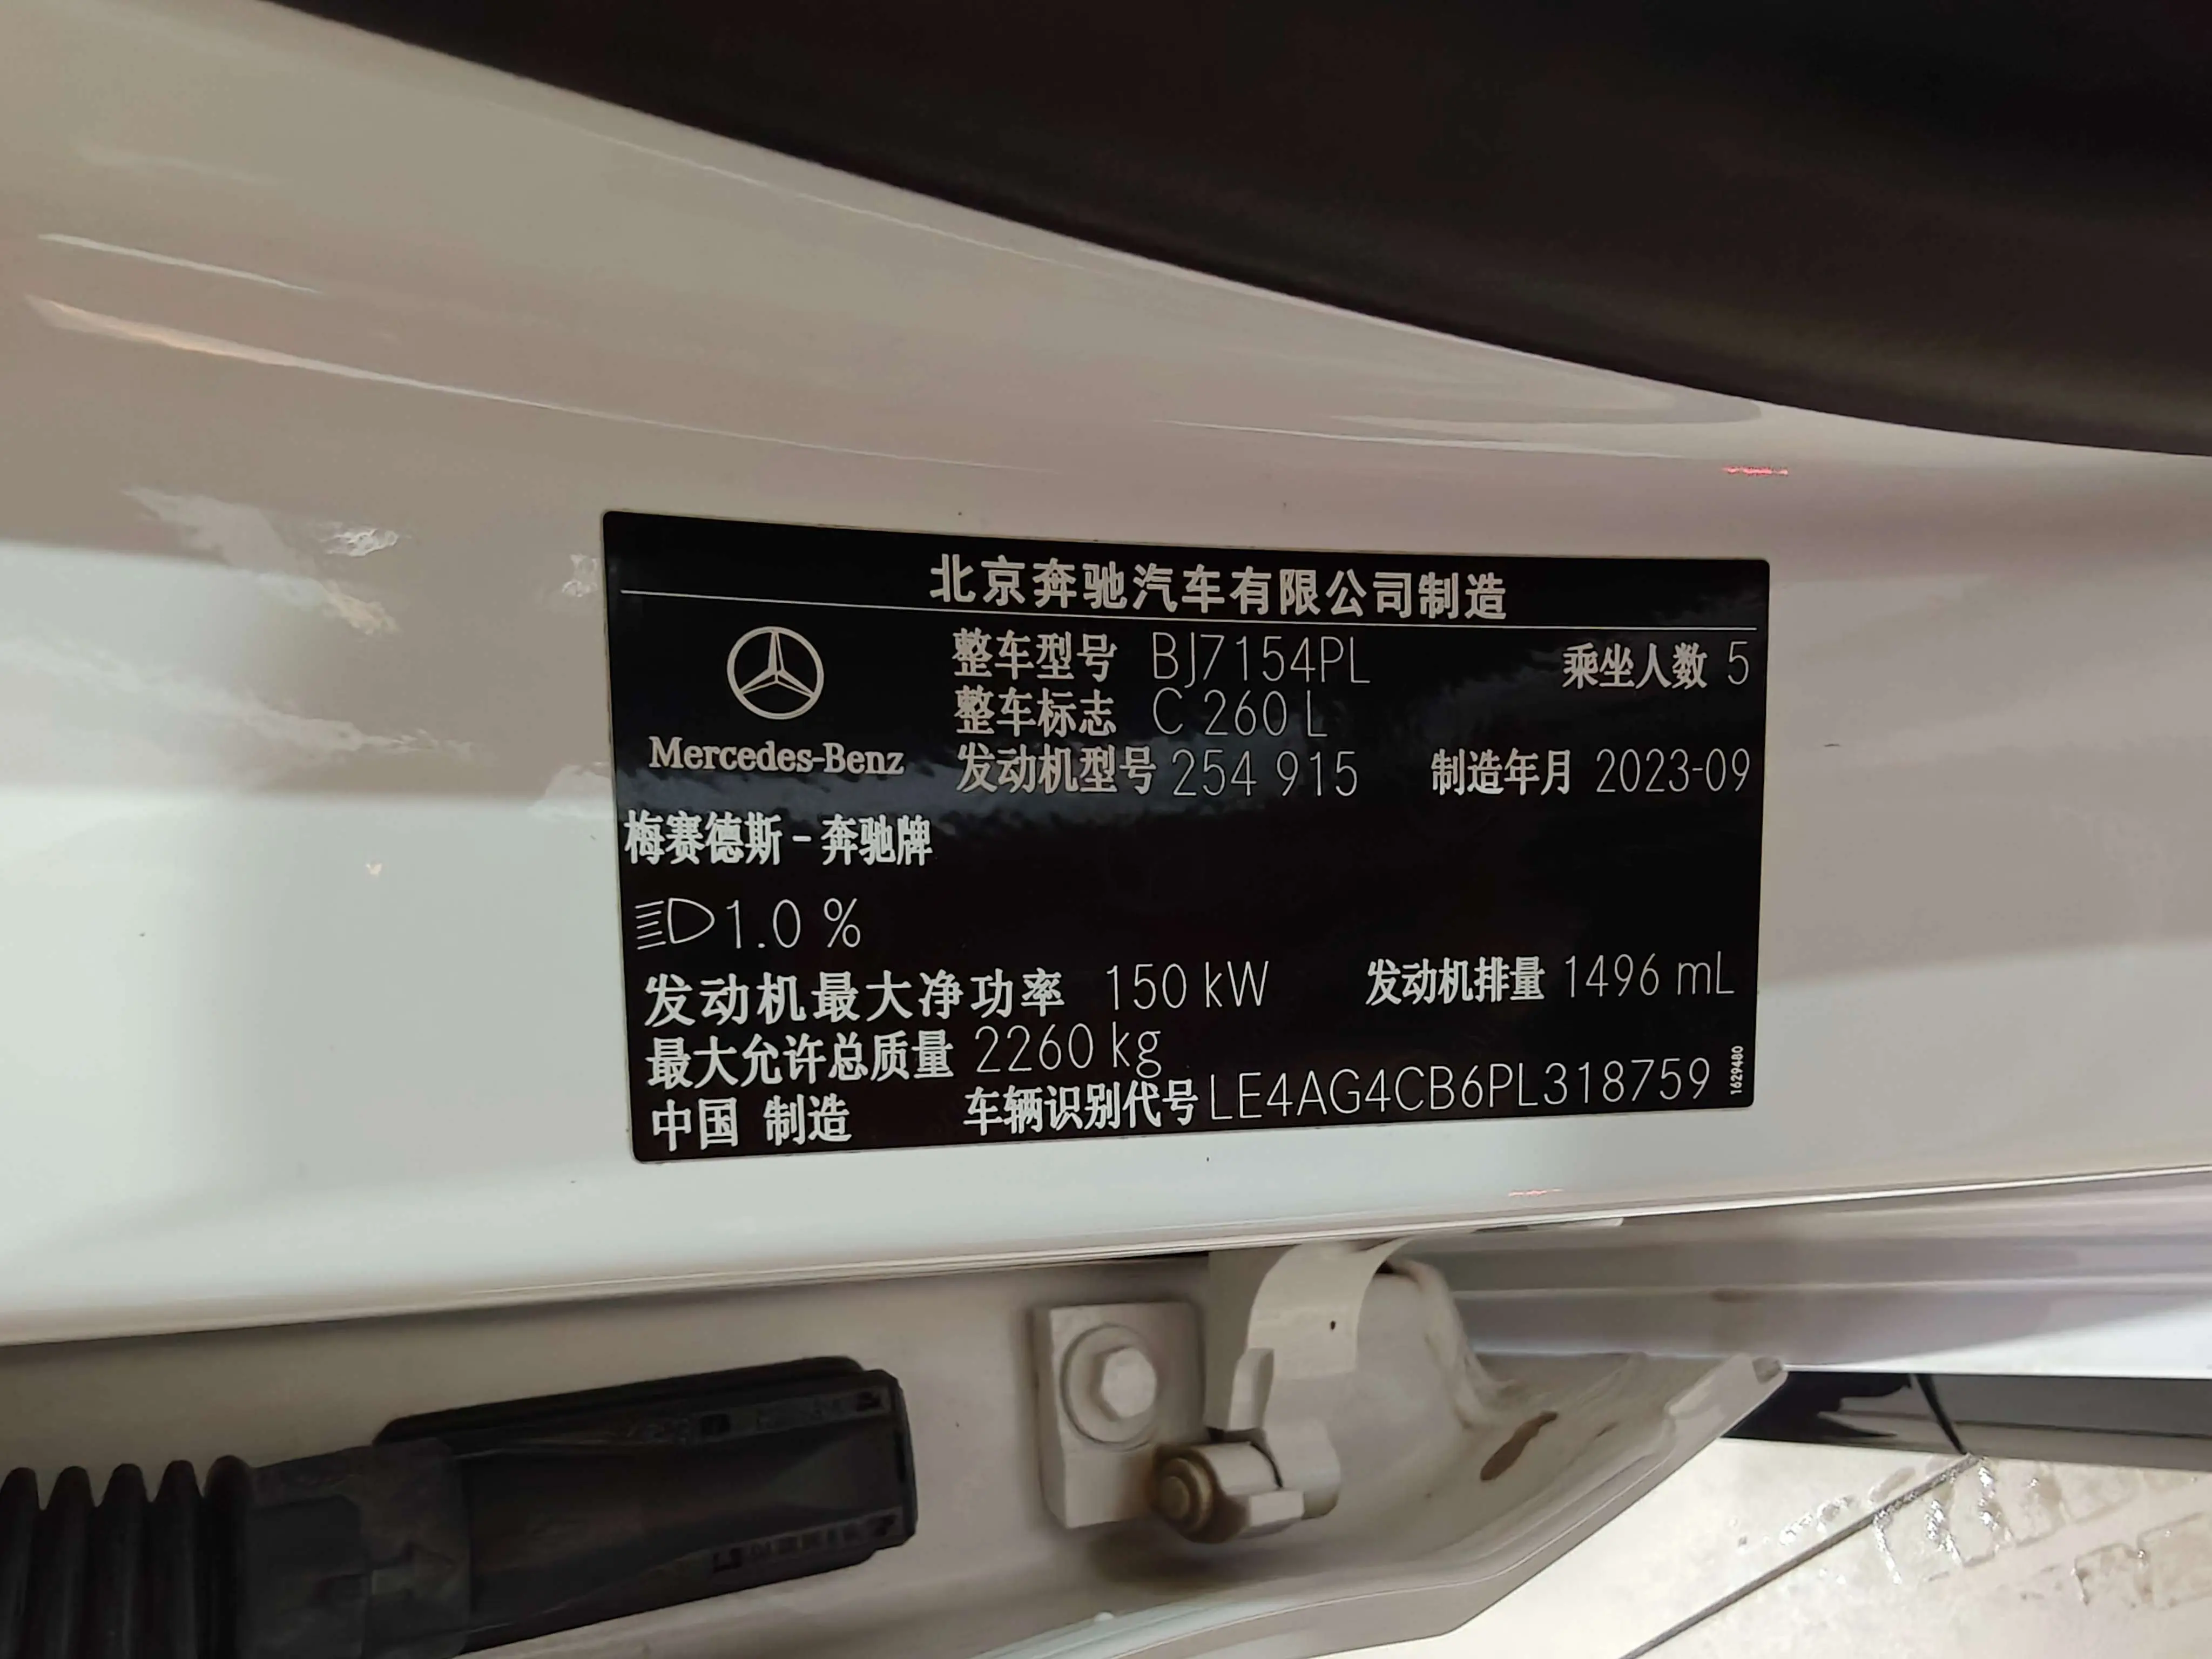 北京奔驰汽车有限公司制造
整车型号 BJ7154PL 乘坐人数 5
整车标志 C 260 L
Mercedes-Benz 发动机型号 254 915 制造年月 2023-09
梅赛德斯-奔驰牌
1.0 %
发动机最大净功率 150 kW 发动机排量 1496 mL
最大允许总质量 2260 kg
中国 制造 车辆识别代号 LE4AG4CB6PL318759
1629480